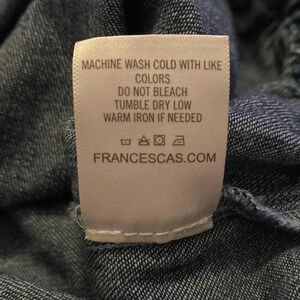 MACHINE WASH COLD WITH LIKE
COLORS
DO NOT BLEACH
TUMBLE DRY LOW
WARM IRON IF NEEDED
FRANCESCAS.COM